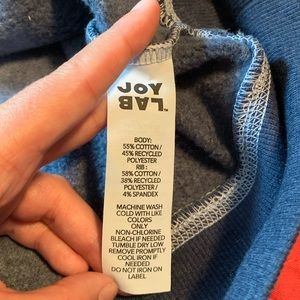 JOY
LAB™
BODY:
55% COTTON/
45% RECYCLED
POLYESTER
RIB:
58% COTTON/
38% RECYCLED
POLYESTER/
4% SPANDEX
MACHINE WASH
COLD WITH LIKE
COLORS
ONLY
NON-CHLORINE
BLEACH IF NEEDED
TUMBLE DRY LOW
REMOVE PROMPTLY
COOL IRON IF
NEEDED
DO NOT IRON ON
LABEL